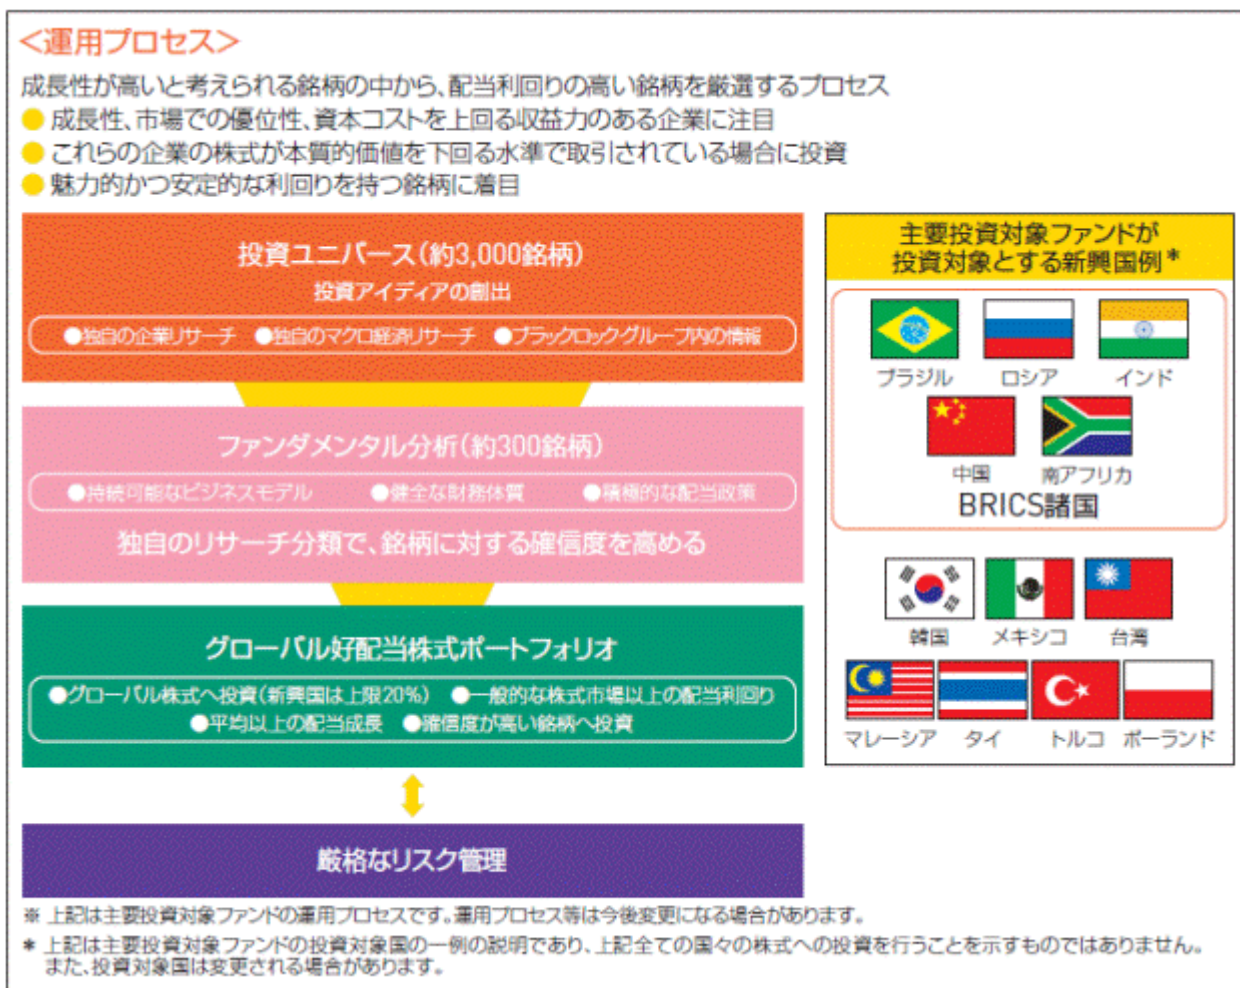 <運用プロセス>
成長性が高いと考えられる銘柄の中から、配当利回りの高い銘柄を厳選するプロセス
● 成長性、市場での優位性、資本コストを上回る収益力のある企業に注目
● これらの企業の株式が本質的価値を下回る水準で取引されている場合に投資
● 魅力的かつ安定的な利回りを持つ銘柄に着目
投資ユニバース(約3,000銘柄)
投資アイディアの創出
●独自の企業リサーチ ●独自のマクロ経済リサーチ ●ブラックロック・グループ内の情報
ファンダメンタル分析(約300銘柄)
●持続可能なビジネスモデル ●健全な財務体質 ●積極的な配当政策
独自のリサーチ分類で、銘柄に対する確信度を高める
グローバル好配当株式ポートフォリオ
●グローバル株式へ投資(新興国は上限20%) ●一般的な株式市場以上の配当利回り
●平均以上の配当成長 ●確信度が高い銘柄へ投資
厳格なリスク管理
主要投資対象ファンドが
投資対象とする新興国例*
ブラジル ロシア インド
中国 南アフリカ
BRICS諸国
韓国 メキシコ 台湾
マレーシア タイ トルコ ポーランド
※ 上記は主要投資対象ファンドの運用プロセスです。運用プロセス等は今後変更になる場合があります。
* 上記は主要投資対象ファンドの投資対象国の一例の説明であり、上記全ての国々の株式への投資を行うことを示すものではありません。
また、投資対象国は変更される場合があります。